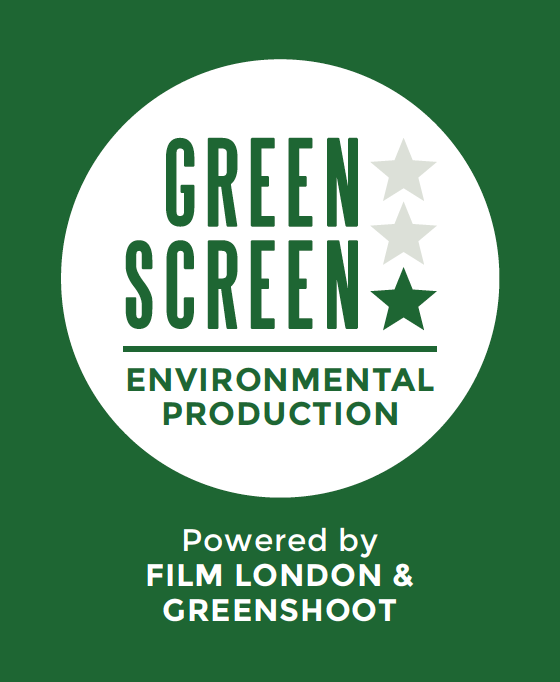 GREEN
SCREEN
ENVIRONMENTAL
PRODUCTION
Powered by
FILM LONDON &
GREENSHOOT